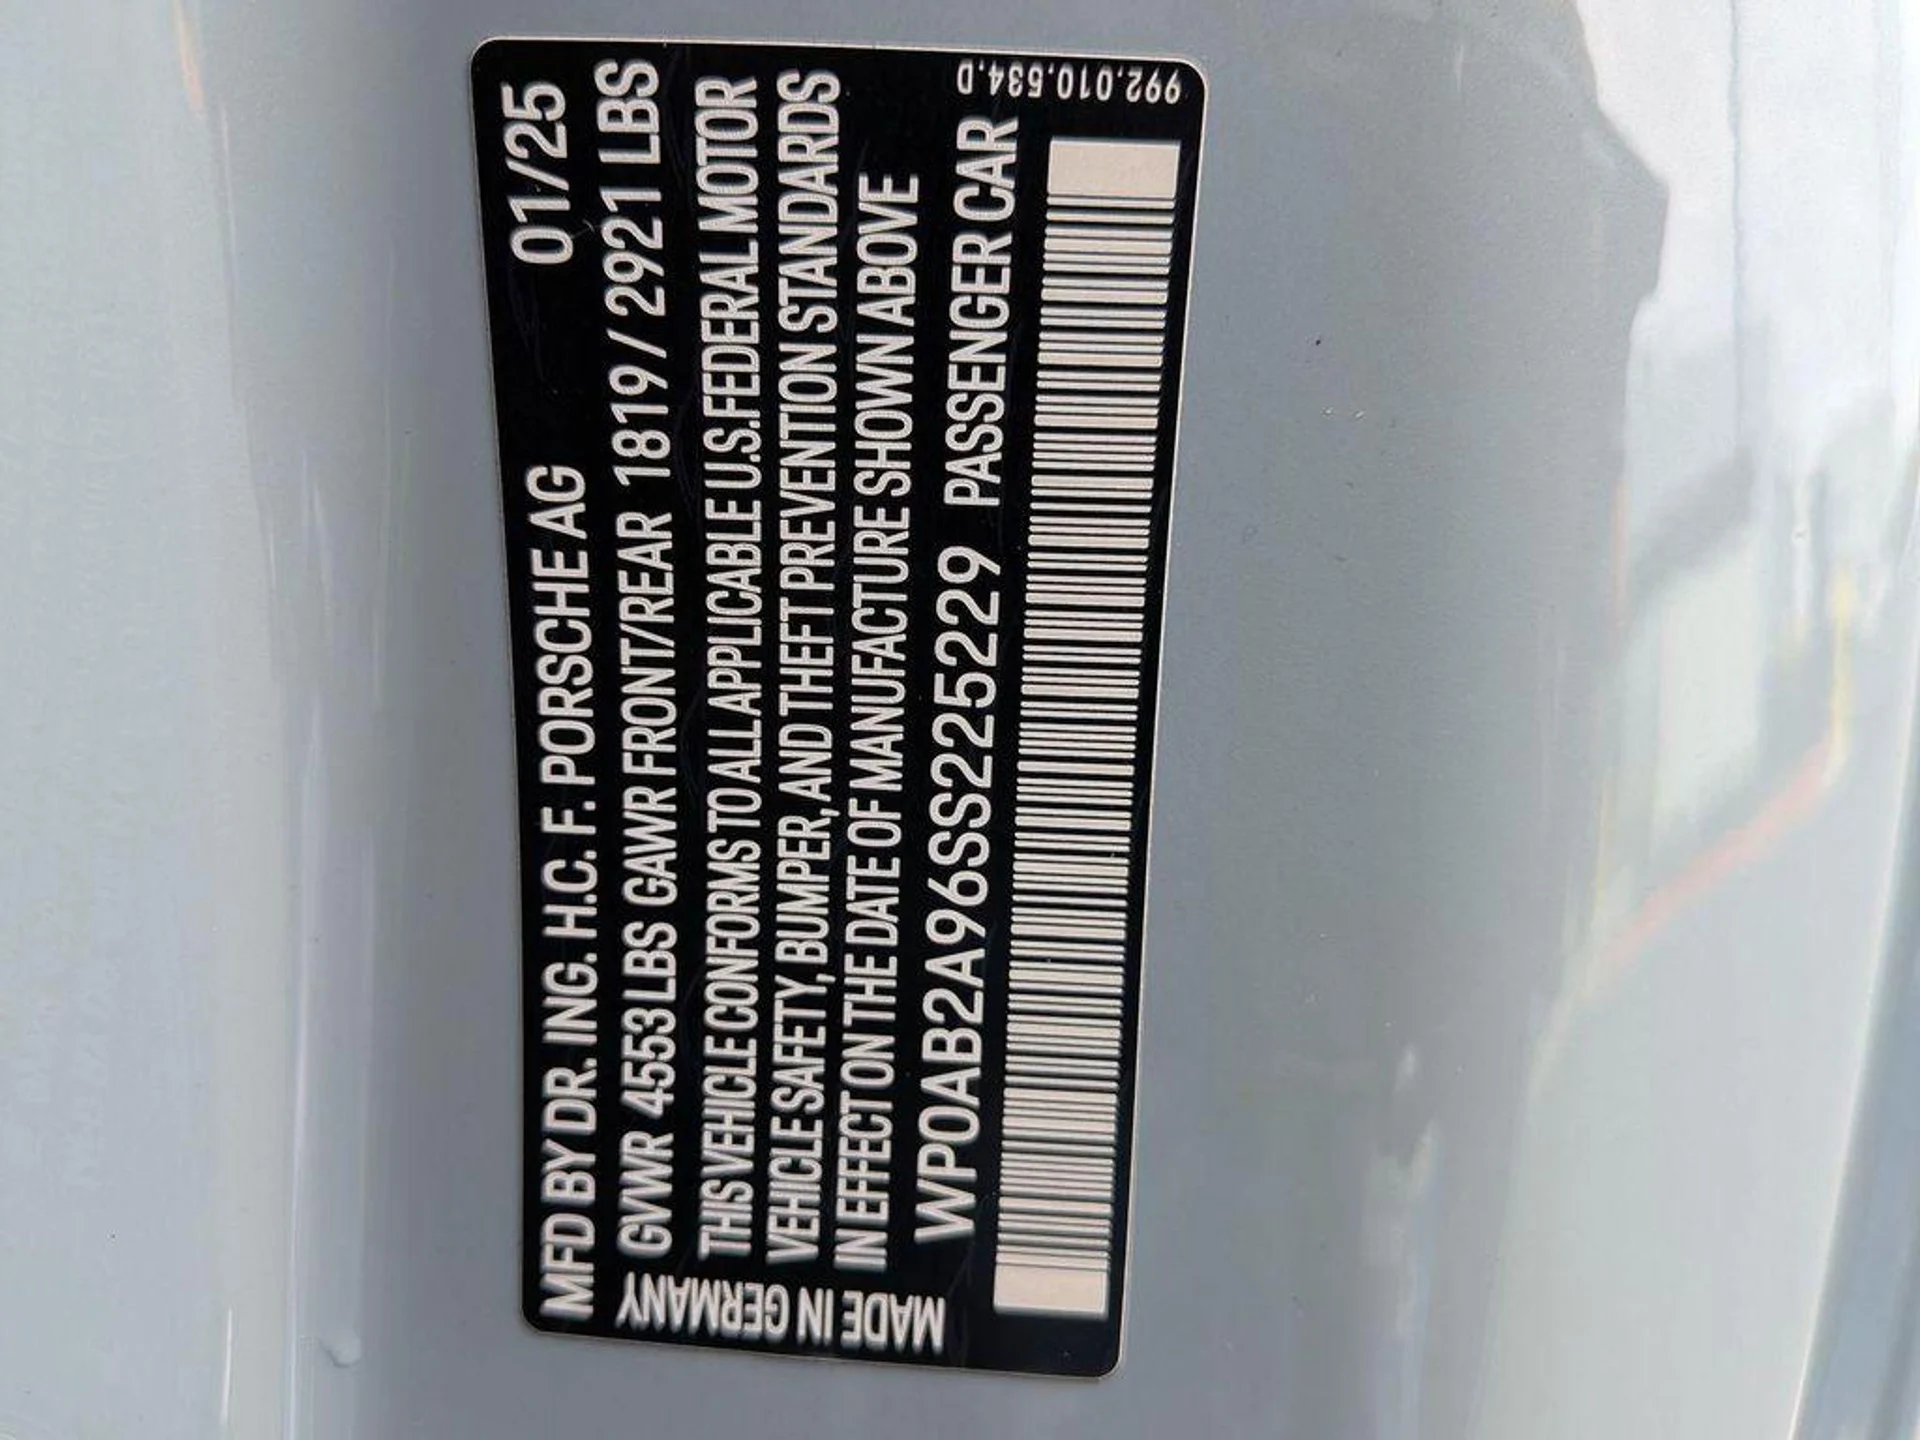 MFD BY DR. ING. H.C. F. PORSCHE AG 01/25
GVWR 4553 LBS GAWR FRONT/REAR 1819 / 2921 LBS
THIS VEHICLE CONFORMS TO ALL APPLICABLE U.S. FEDERAL MOTOR
VEHICLE SAFETY, BUMPER, AND THEFT PREVENTION STANDARDS
IN EFFECT ON THE DATE OF MANUFACTURE SHOWN ABOVE
WP0AB2A96SS225229 PASSENGER CAR
MADE IN GERMANY
992.010.534.D